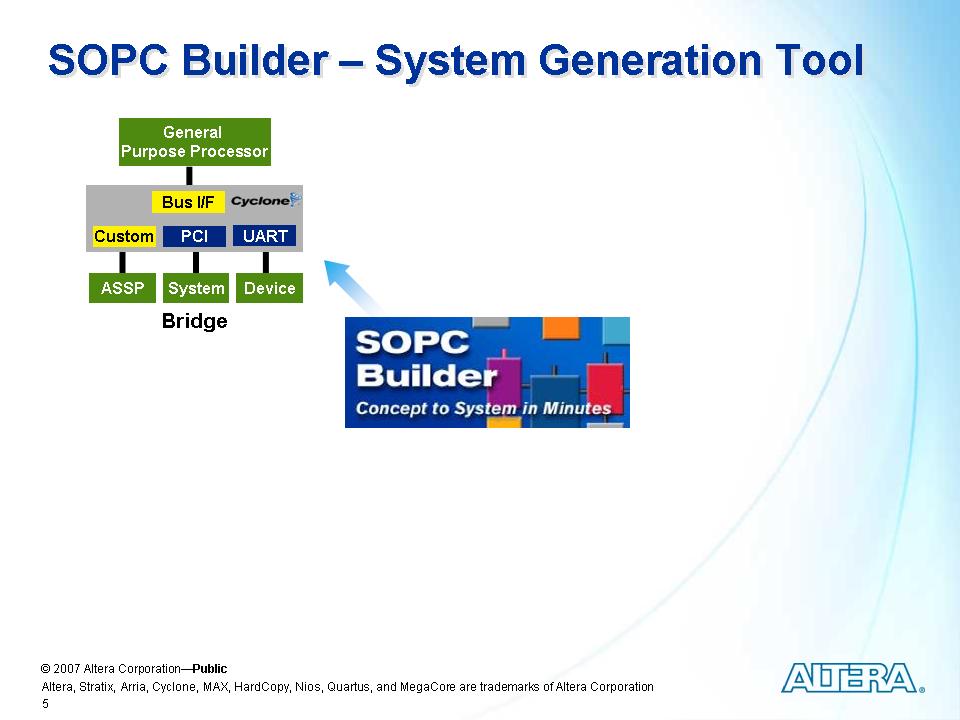 SOPC Builder – System Generation Tool
General
Purpose Processor
Bus I/F
Cyclone
Custom
PCI
UART
ASSP
System
Device
Bridge
SOPC
Builder
Concept to System in Minutes
© 2007 Altera Corporation—Public
Altera, Stratix, Arria, Cyclone, MAX, HardCopy, Nios, Quartus, and MegaCore are trademarks of Altera Corporation
5
ALTERA®